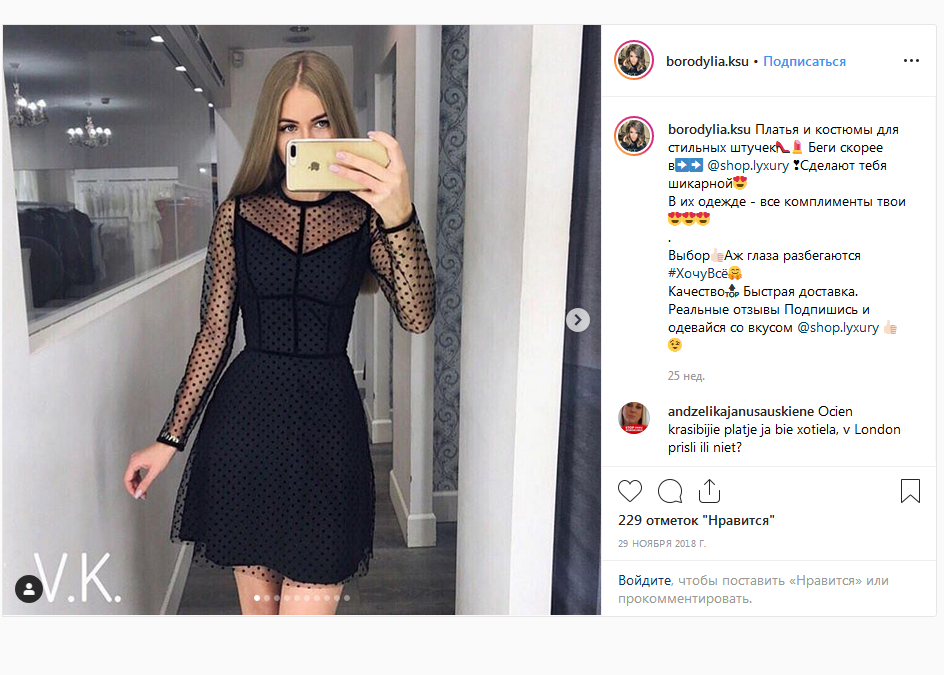 V.K.
borodylia.ksu • Подписаться
borodylia.ksu Платья и костюмы для
стильных штучек👠💄 Беги скорее
в➡➡ @shop.lyxury ❣Сделают тебя
шикарной😍
В их одежде - все комплименты твои
😍😍😍
.
Выбор👍🏻Аж глаза разбегаются
#ХочуВсё🤗
Качество🔝 Быстрая доставка.
Реальные отзывы Подпишись и
одевайся со вкусом @shop.lyxury 👍🏻
😉
25 нед.
andzelikajanusauskiene Ocien
krasibijie platje ja bie xotiela, v London
prisli ili niet?
229 отметок "Нравится"
29 НОЯБРЯ 2018 Г.
Войдите, чтобы поставить «Нравится» или
прокомментировать.